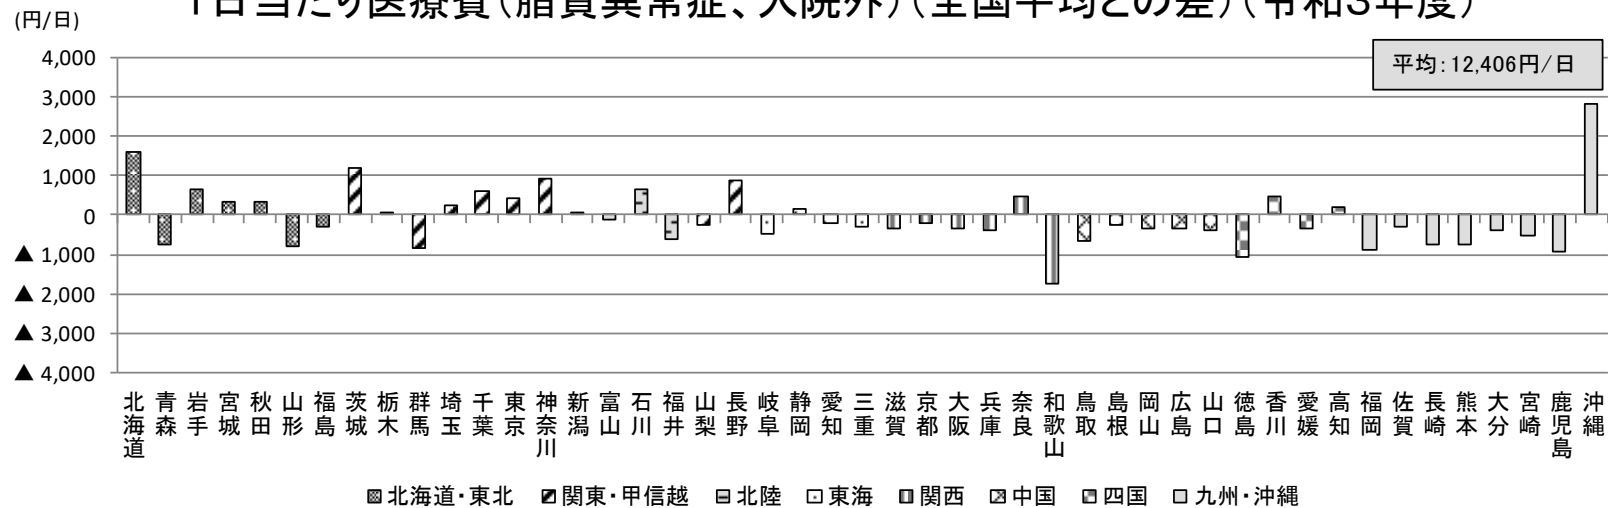 1日当たり医療費(脂質異常症、入院外)(全国平均との差)(令和3年度)
(円/日)
平均:12,406円/日
4,000
3,000
2,000
1,000
0
▲ 1,000
▲ 2,000
▲ 3,000
▲ 4,000
北海道
青森
岩手
宮城
秋田
山形
福島
茨城
栃木
群馬
埼玉
千葉
東京
神奈川
新潟
富山
石川
福井
山梨
長野
岐阜
静岡
愛知
三重
滋賀
京都
大阪
兵庫
奈良
和歌山
鳥取
島根
岡山
広島
山口
徳島
香川
愛媛
高知
福岡
佐賀
長崎
熊本
大分
宮崎
鹿児島
沖縄
北海道・東北 関東・甲信越 北陸 東海 関西 中国 四国 九州・沖縄